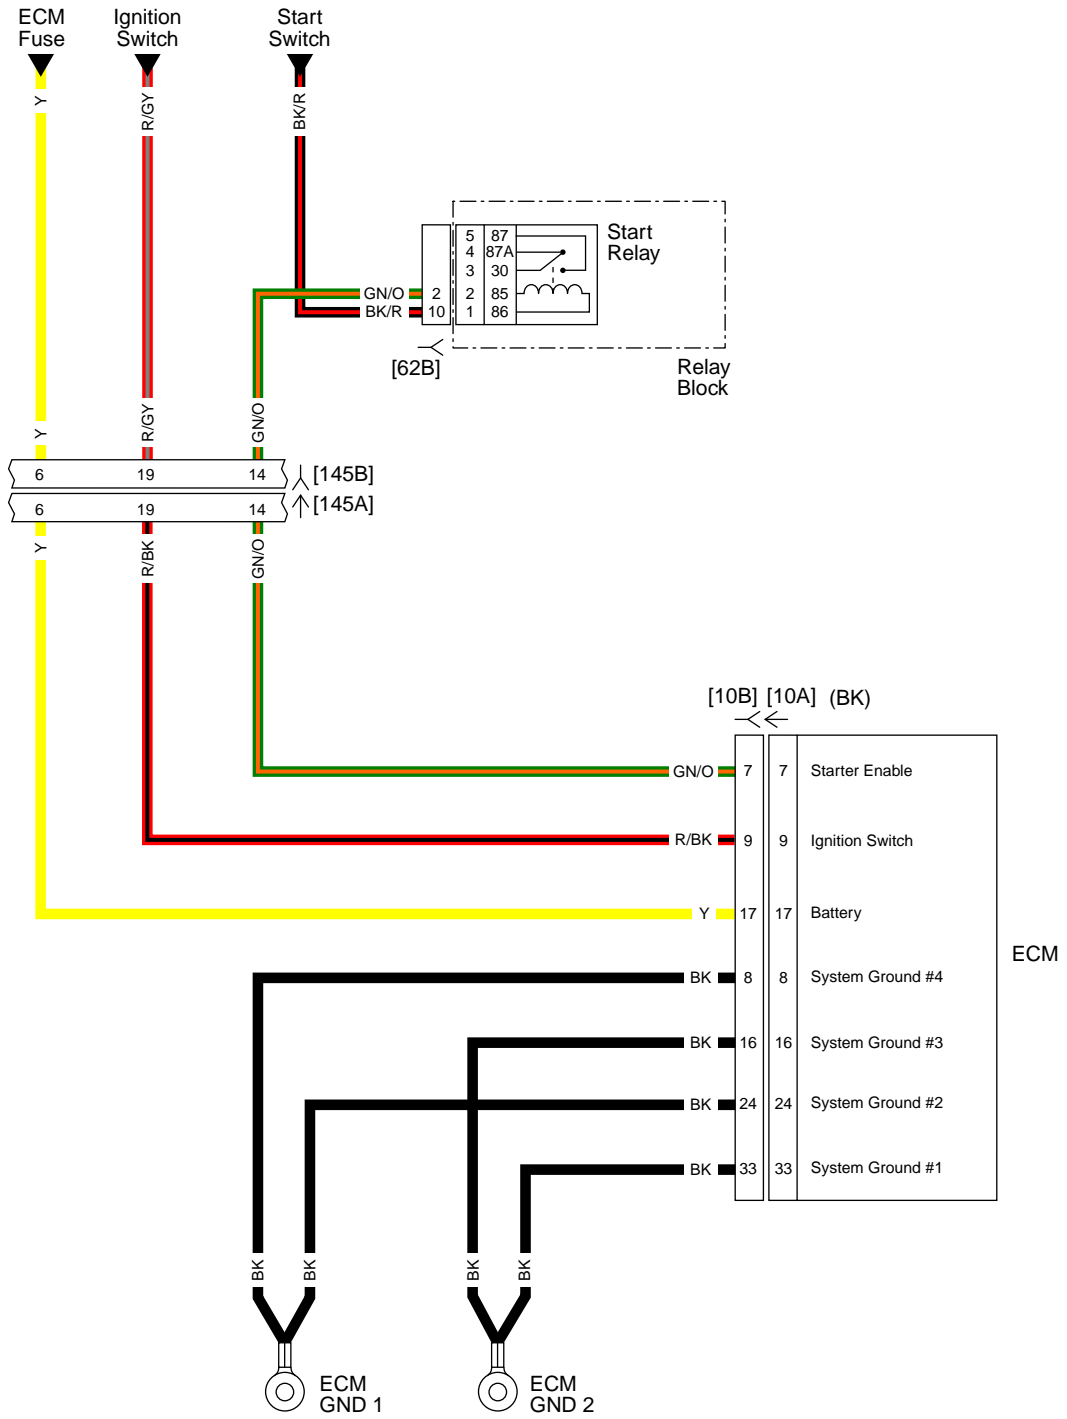 ECM
Fuse
Ignition
Switch
Start
Switch
Y
R/GY
BK/R
5 87
4 87A
3 30
2 85
1 86
Start
Relay
GN/O 2
BK/R 10
[62B]
Relay
Block
Y
R/GY
GN/O
6 19 14 [145B]
6 19 14 [145A]
Y
R/BK
GN/O
[10B] [10A] (BK)
GN/O 7 7 Starter Enable
R/BK 9 9 Ignition Switch
Y 17 17 Battery
ECM
BK 8 8 System Ground #4
BK 16 16 System Ground #3
BK 24 24 System Ground #2
BK 33 33 System Ground #1
BK
BK
BK
BK
ECM
GND 1
ECM
GND 2